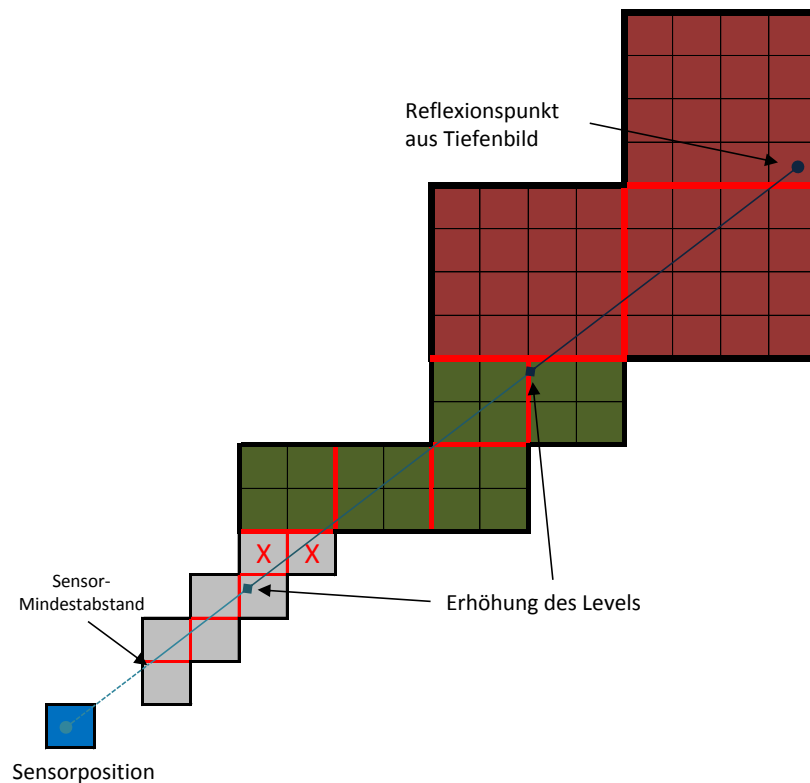 Reflexionspunkt
aus Tiefenbild
X X
Sensor-
Mindestabstand
Erhöhung des Levels
Sensorposition